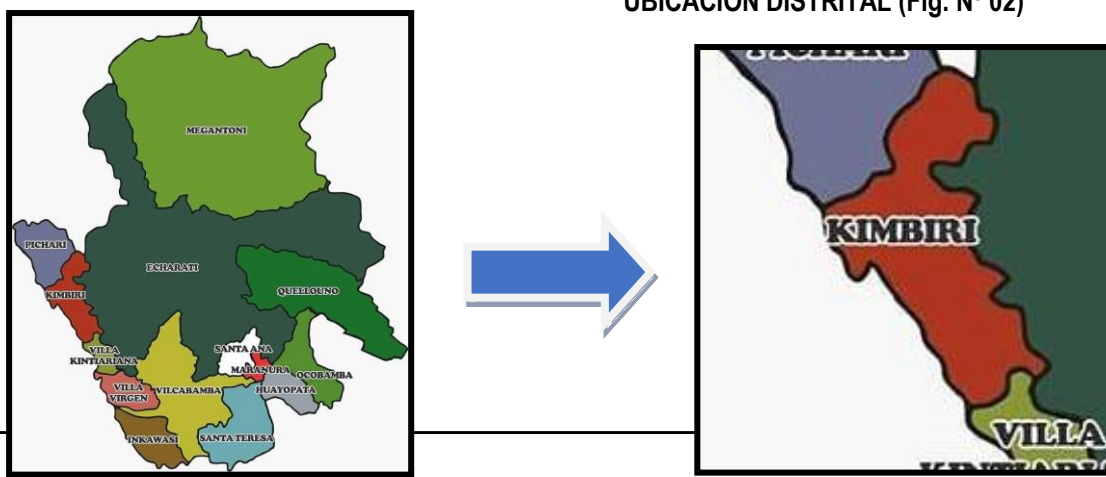 UBICACIÓN DISTRITAL (Fig. N° 02)
MEGANTONI
PICHARI
ECHARATI
KIMBIRI
QUELLOUNO
VILLA
KINTIARIANA
SANTA ANA
MARANURA
OCOBAMBA
VILLA
VIRGEN
VILCABAMBA
HUAYOPATA
INKAWASI
SANTA TERESA
PICHARI
KIMBIRI
VILLA